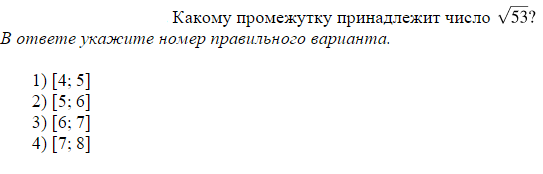 Какому промежутку принадлежит число √53?
В ответе укажите номер правильного варианта.
1) [4; 5]
2) [5; 6]
3) [6; 7]
4) [7; 8]